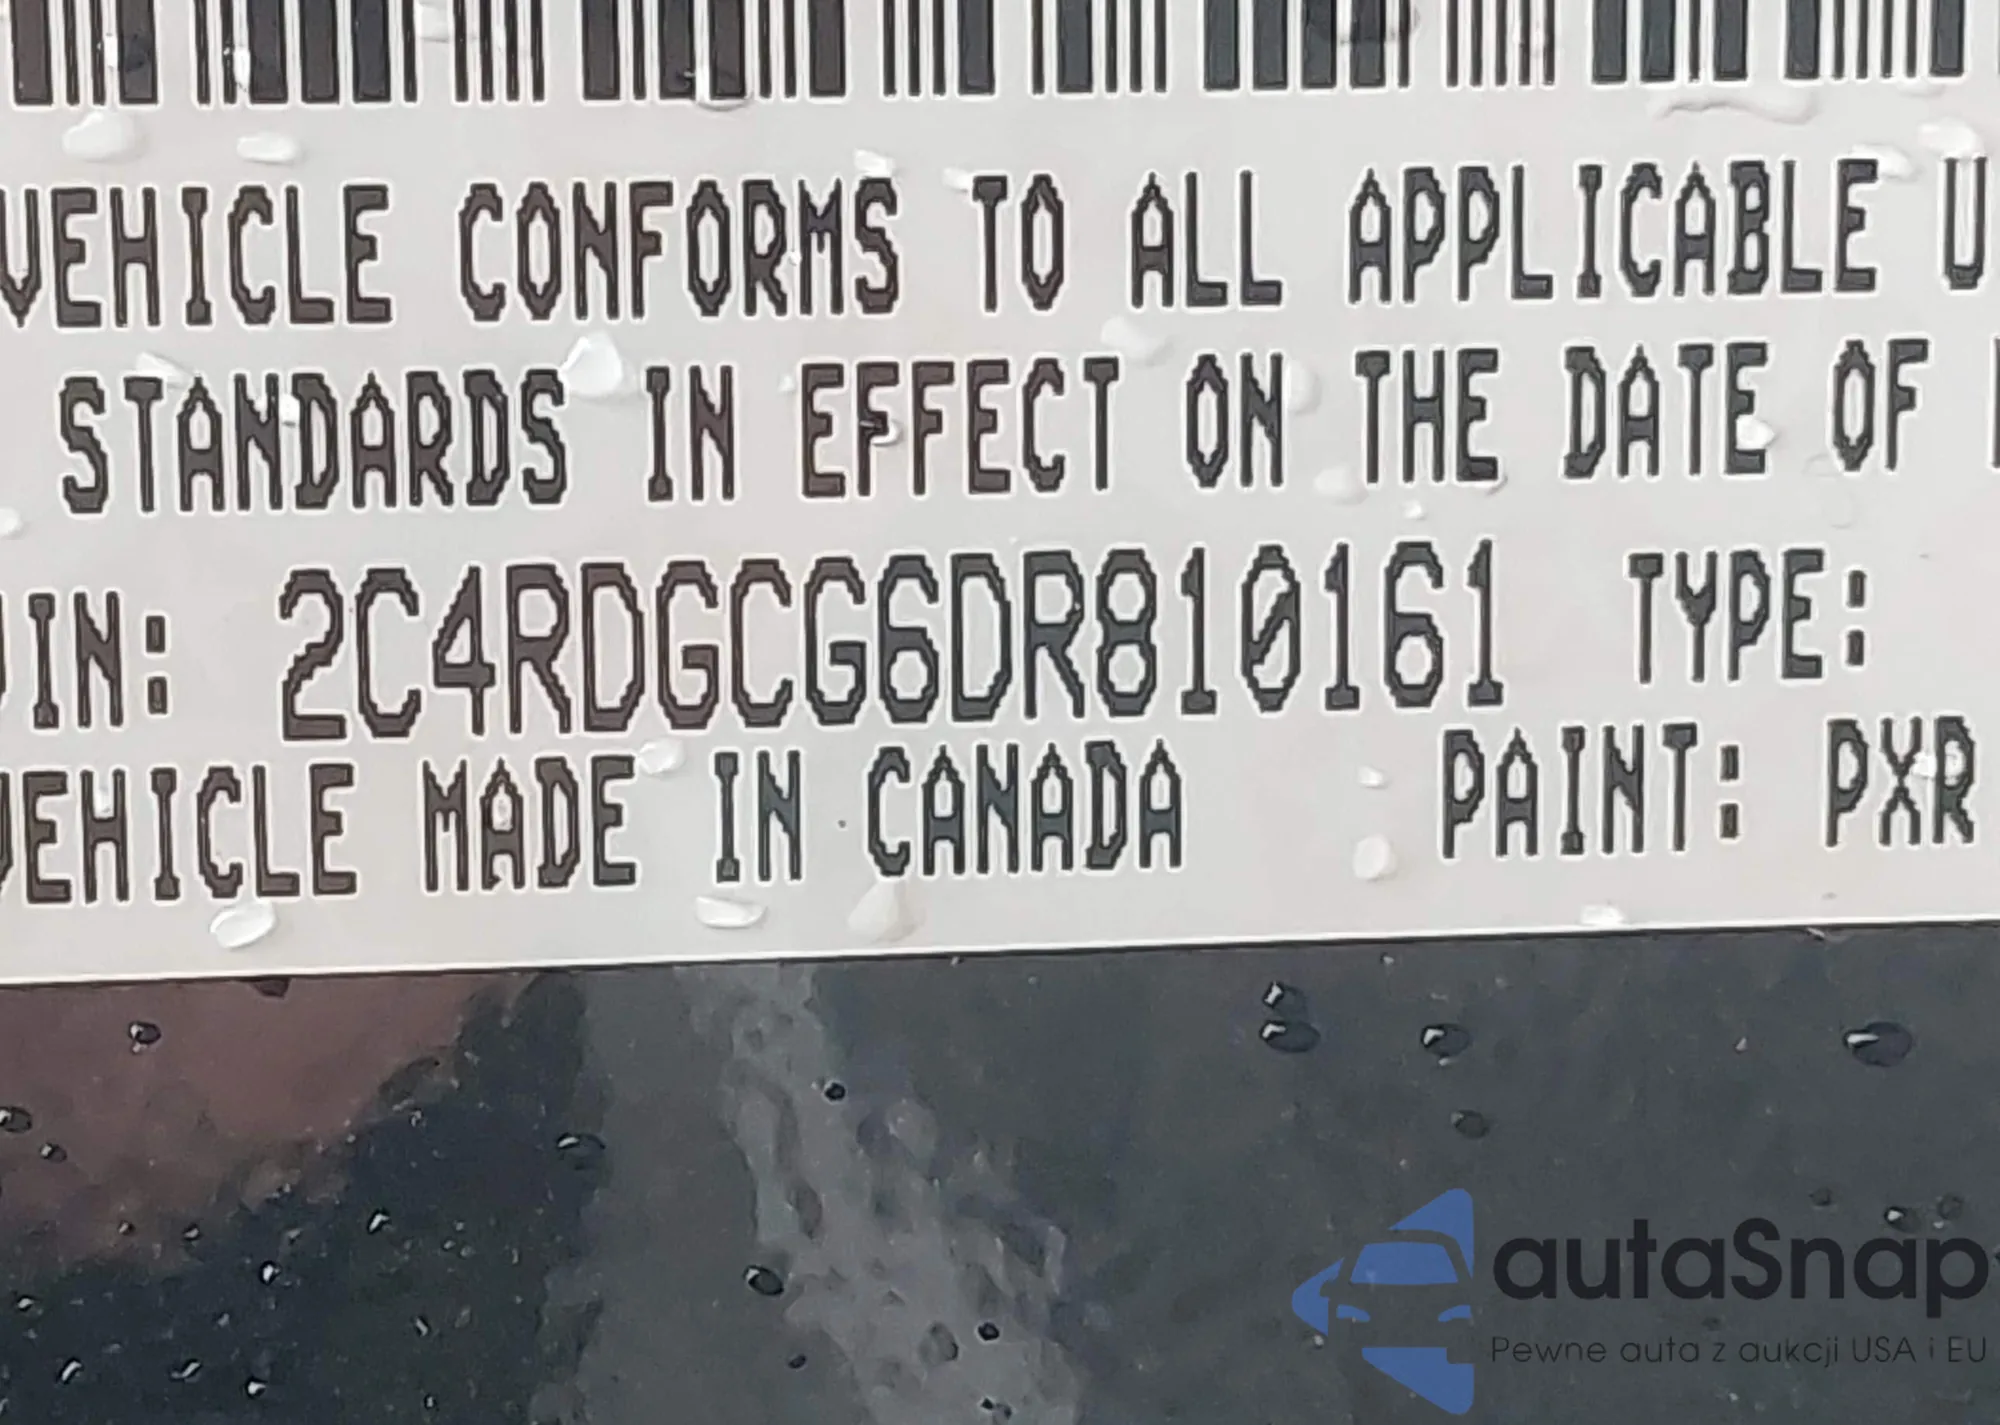 VEHICLE CONFORMS TO ALL APPLICABLE U
STANDARDS IN EFFECT ON THE DATE OF
VIN: 2C4RDGCG6DR810161 TYPE:
VEHICLE MADE IN CANADA PAINT: PXR
autaSnap
Pewne auta z aukcji USA i EU